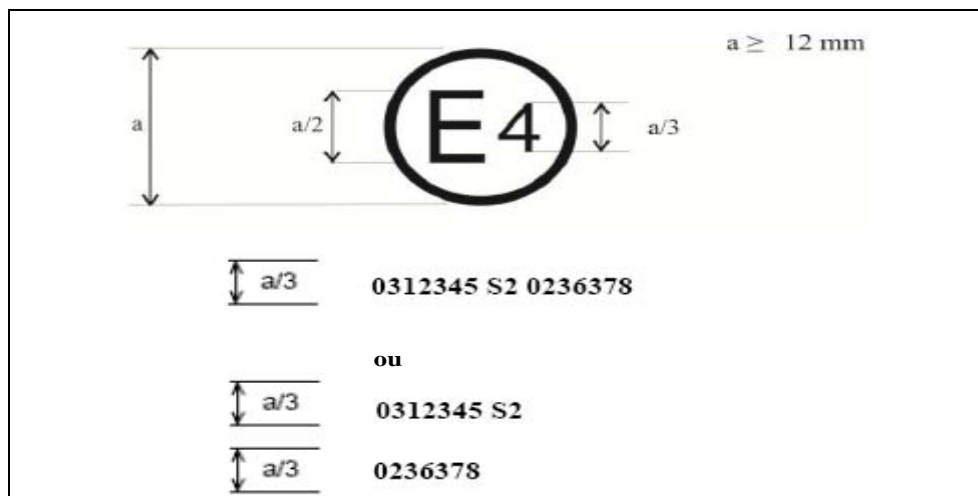 a ≥ 12 mm
a a/2 E4 a/3
a/3 0312345 S2 0236378
ou
a/3 0312345 S2
a/3 0236378